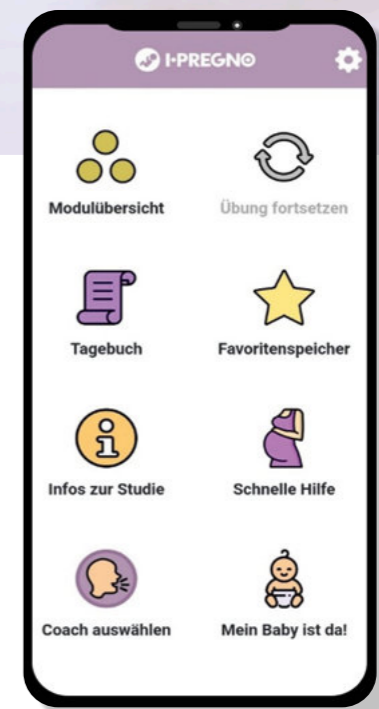 I-PREGNO
Modulübersicht
Übung fortsetzen
Tagebuch
Favoritenspeicher
Infos zur Studie
Schnelle Hilfe
Coach auswählen
Mein Baby ist da!